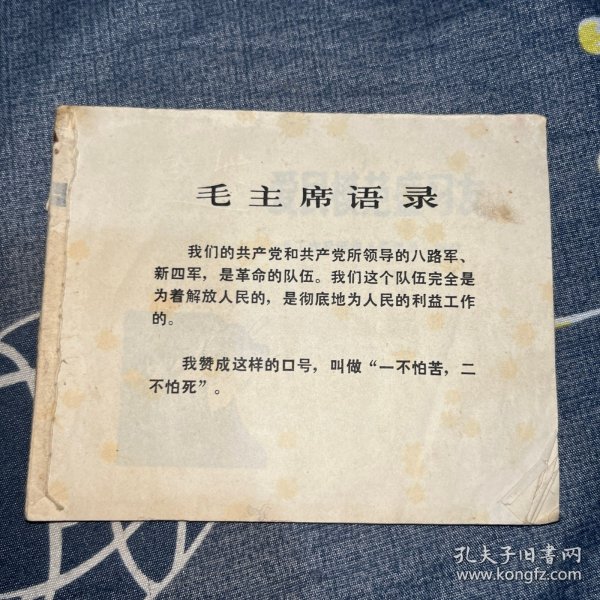 毛主席语录
我们的共产党和共产党所领导的八路军、
新四军，是革命的队伍。我们这个队伍完全是
为着解放人民的，是彻底地为人民的利益工作
的。
我赞成这样的口号，叫做“一不怕苦，二
不怕死”。
孔夫子旧书网
www.kongfz.com